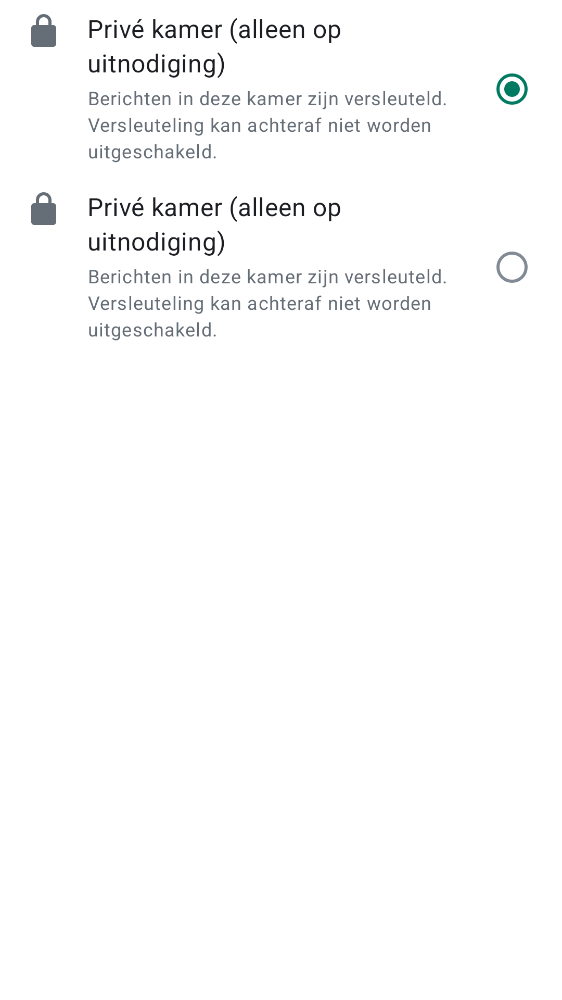 Privé kamer (alleen op
uitnodiging)
Berichten in deze kamer zijn versleuteld.
Versleuteling kan achteraf niet worden
uitgeschakeld.
Privé kamer (alleen op
uitnodiging)
Berichten in deze kamer zijn versleuteld.
Versleuteling kan achteraf niet worden
uitgeschakeld.